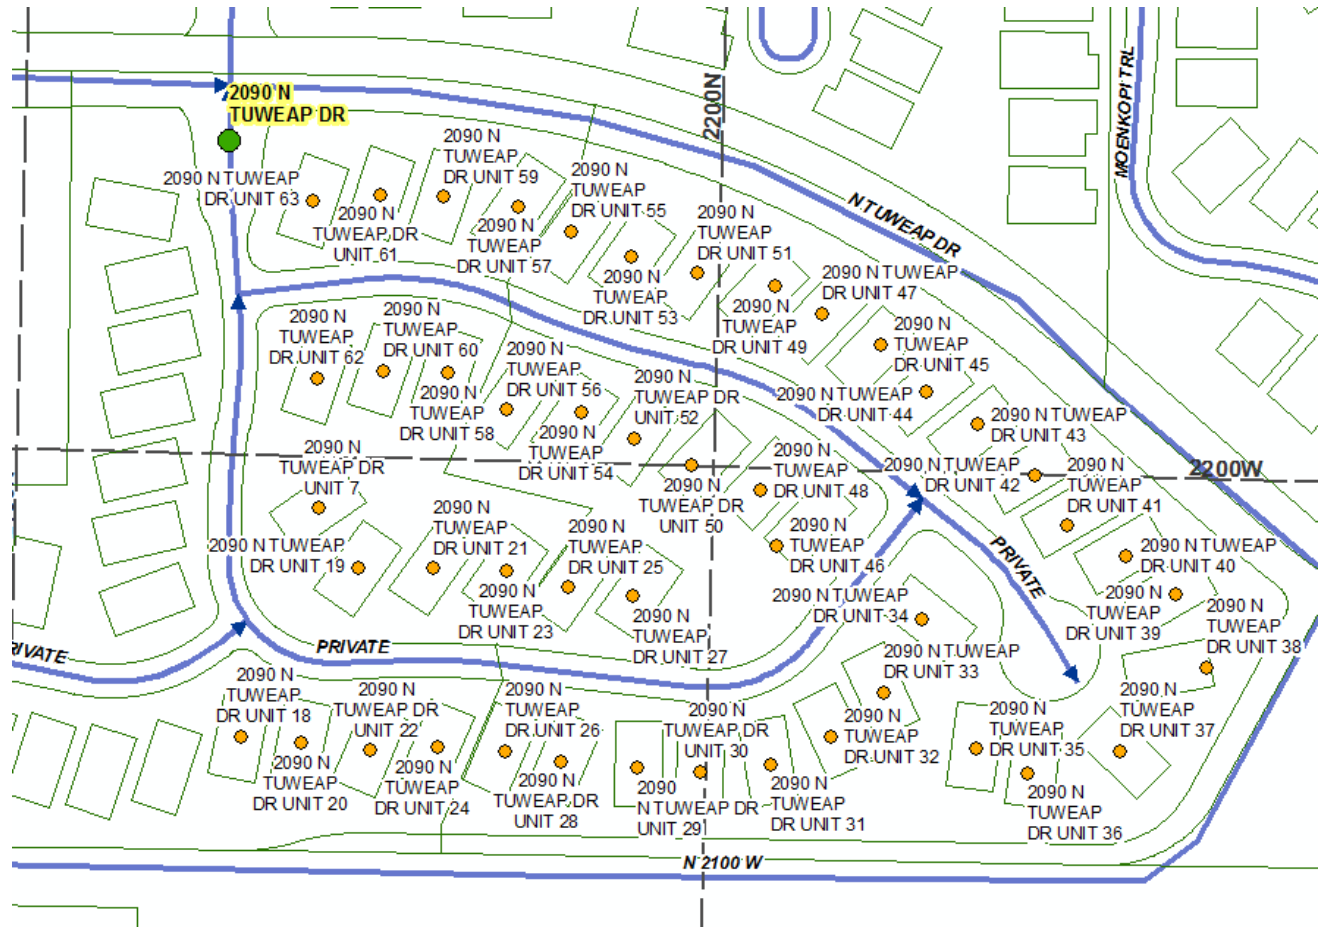 2090 N
TUWEAP DR
2200N
MOENKOPI TRL
2090 N TUWEAP
DR UNIT 63
2090 N
TUWEAP DR
UNIT 61
2090 N
TUWEAP
DR UNIT 59
2090 N
TUWEAP
DR UNIT 57
2090 N
TUWEAP
DR UNIT 55
2090 N
TUWEAP
DR UNIT 53
2090 N
TUWEAP
DR UNIT 51
2090 N
TUWEAP
DR UNIT 49
N TUWEAP DR
2090 N TUWEAP
DR UNIT 47
2090 N
TUWEAP
DR UNIT 45
2090 N
TUWEAP
DR UNIT 62
2090 N
TUWEAP
DR UNIT 60
2090 N
TUWEAP
DR UNIT 58
2090 N
TUWEAP
DR UNIT 56
2090 N
TUWEAP
DR UNIT 54
2090 N
TUWEAP DR
UNIT 52
2090 N TUWEAP
DR UNIT 44
2090 N TUWEAP
DR UNIT 43
2090 N TUWEAP
DR UNIT 42
2090 N
TUWEAP
DR UNIT 41
2200W
2090 N
TUWEAP DR
UNIT 7
2090 N
TUWEAP DR
UNIT 50
2090 N
TUWEAP
DR UNIT 48
2090 N
TUWEAP
DR UNIT 46
2090 N TUWEAP
DR UNIT 19
2090 N
TUWEAP
DR UNIT 21
2090 N
TUWEAP
DR UNIT 23
2090 N
TUWEAP
DR UNIT 25
2090 N
TUWEAP
DR UNIT 27
PRIVATE
2090 N TUWEAP
DR UNIT 40
2090 N
TUWEAP
DR UNIT 39
2090 N
TUWEAP
DR UNIT 38
2090 N TUWEAP
DR UNIT 34
2090 N TUWEAP
DR UNIT 33
RIVATE
PRIVATE
2090 N
TUWEAP
DR UNIT 18
2090 N
TUWEAP
DR UNIT 20
2090 N
TUWEAP DR
UNIT 22
2090 N
TUWEAP
DR UNIT 24
2090 N
TUWEAP
DR UNIT 26
2090 N
TUWEAP DR
UNIT 28
2090
N TUWEAP DR
UNIT 29
2090 N
TUWEAP DR
UNIT 30
2090 N
TUWEAP
DR UNIT 31
2090 N
TUWEAP
DR UNIT 32
2090 N
TUWEAP
DR UNIT 35
2090 N
TUWEAP
DR UNIT 36
2090 N
TUWEAP
DR UNIT 37
N 2100 W